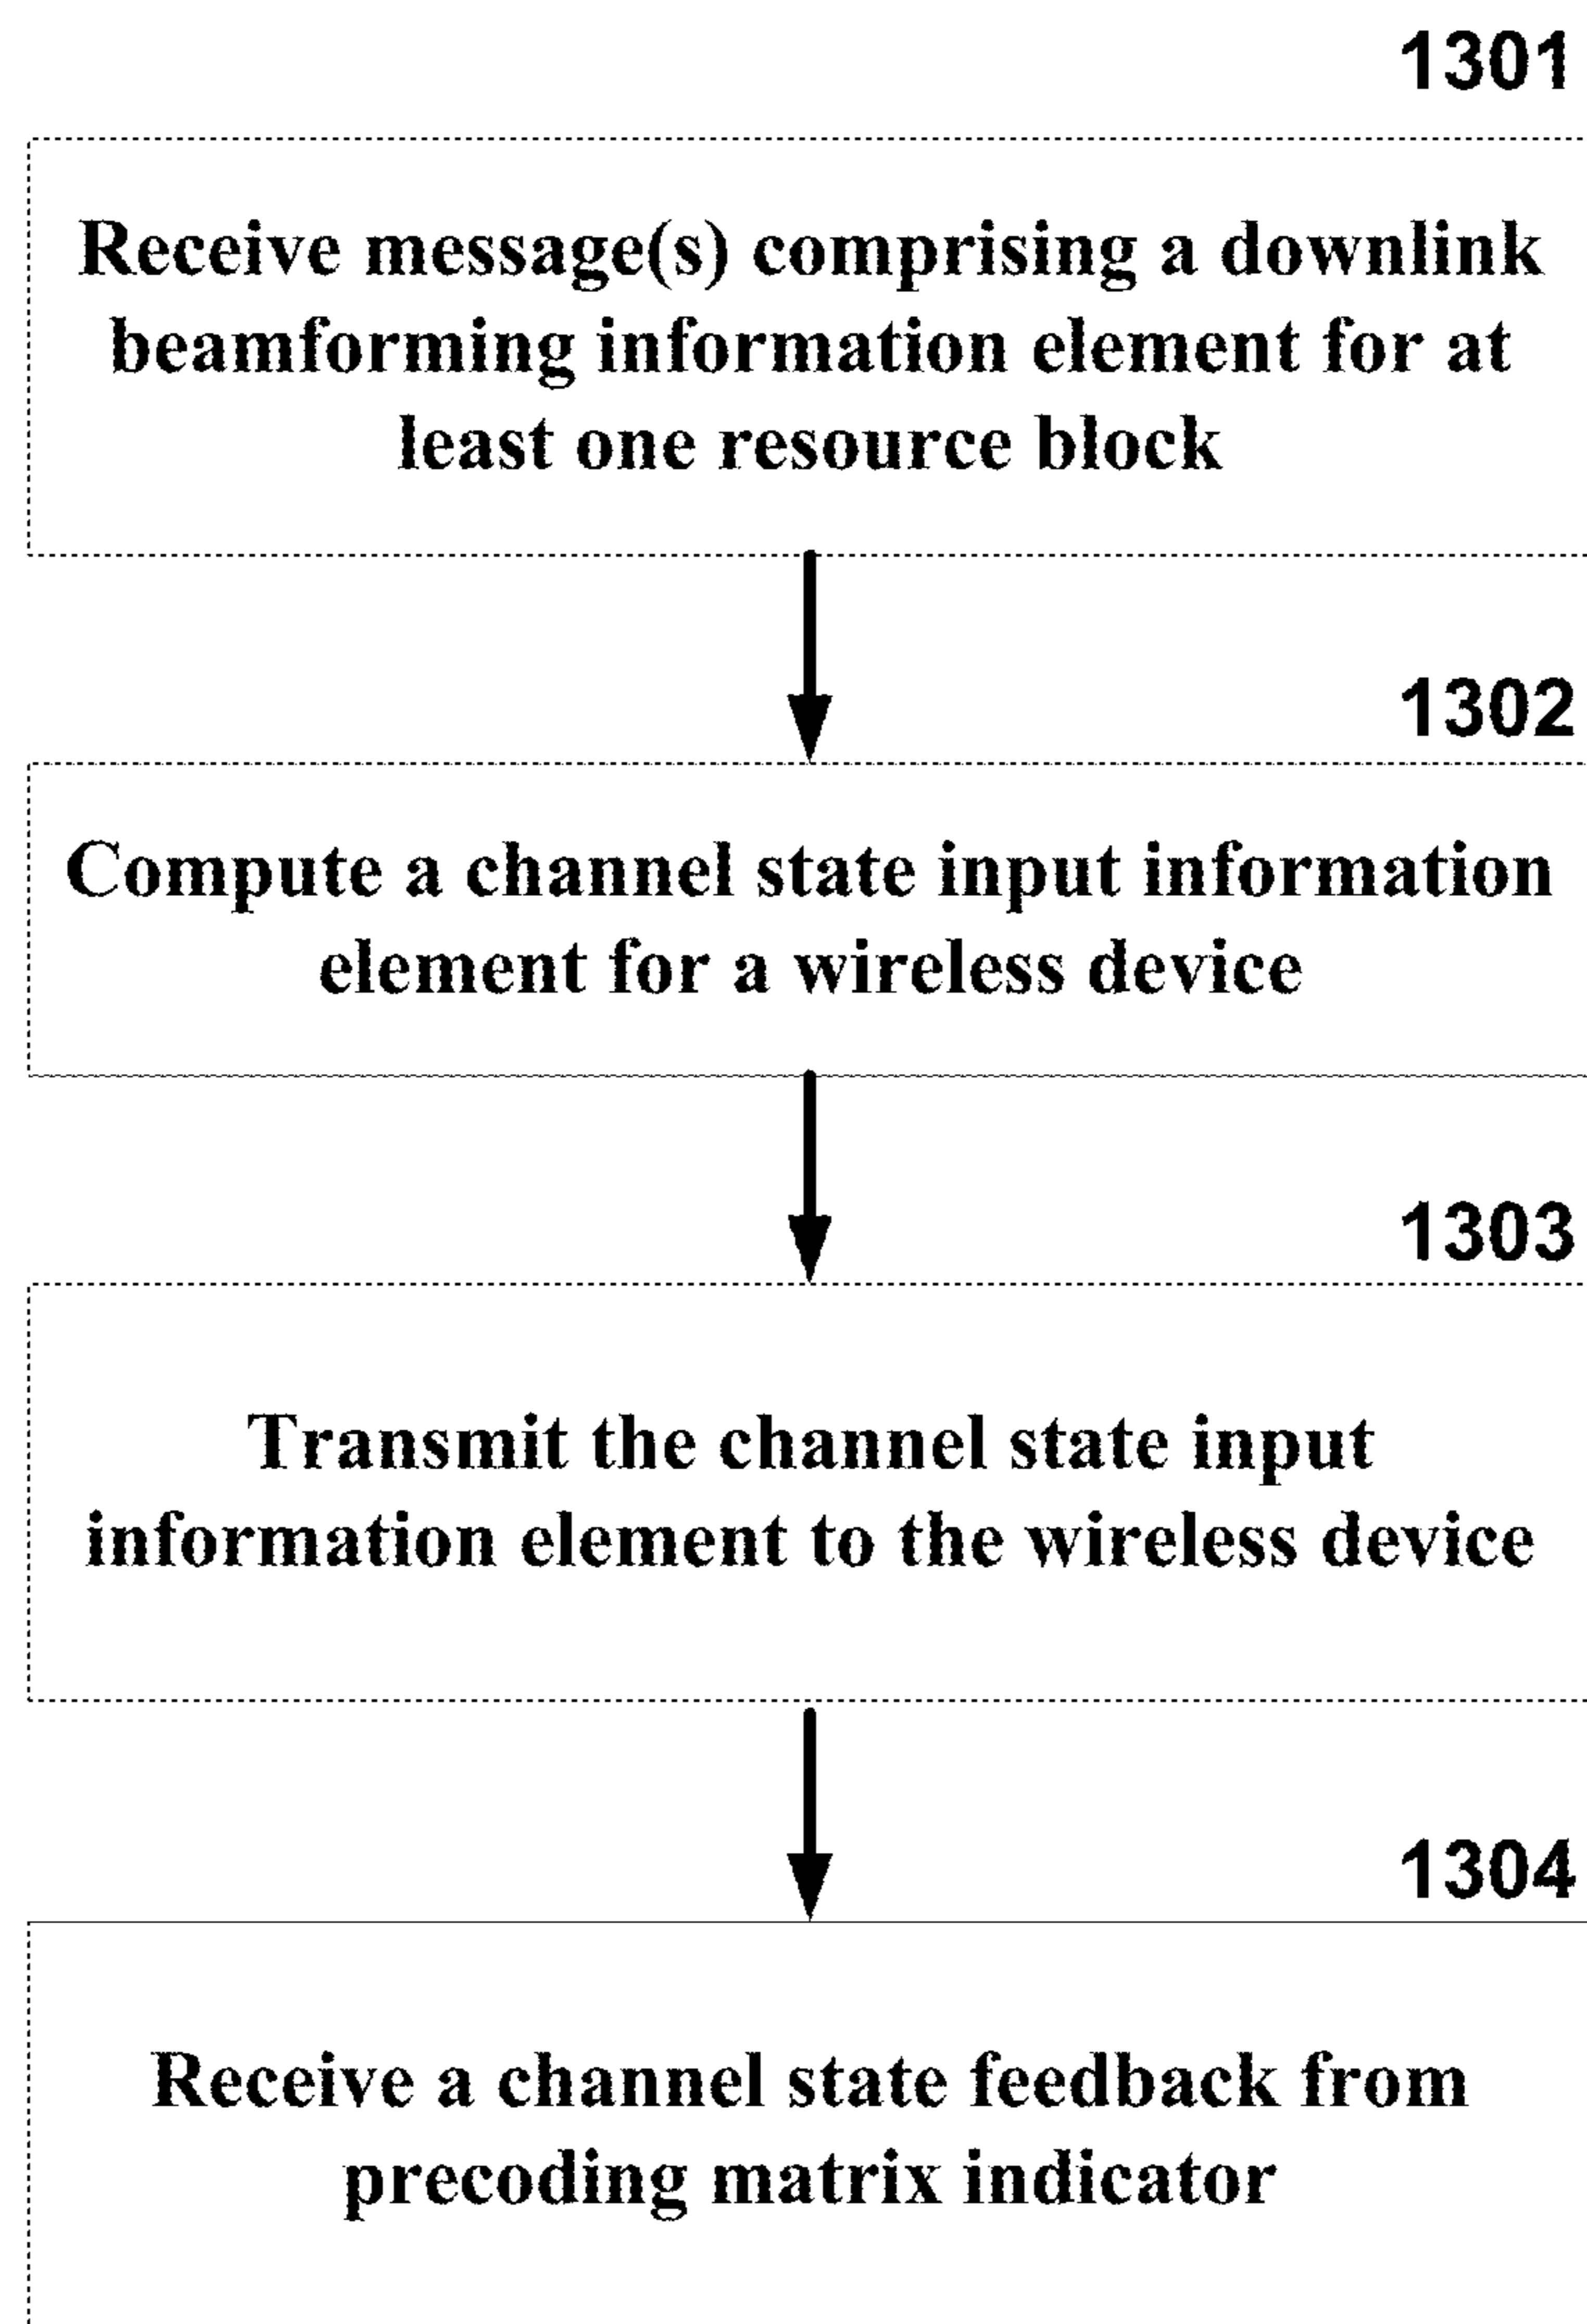 1301
Receive message(s) comprising a downlink
beamforming information element for at
least one resource block
1302
Compute a channel state input information
element for a wireless device
1303
Transmit the channel state input
information element to the wireless device
1304
Receive a channel state feedback from
precoding matrix indicator